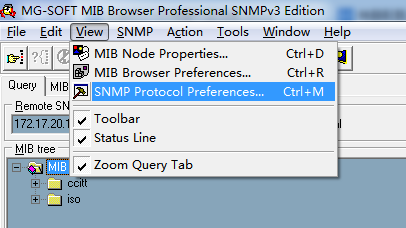 MG-SOFT MIB Browser Professional SNMPv3 Edition
File Edit View SNMP Action Tools Window Help
MIB Node Properties... Ctrl+D
MIB Browser Preferences... Ctrl+R
SNMP Protocol Preferences... Ctrl+M
Query MIB
Toolbar
Remote SN
172.17.20.1
Status Line
MIB tree
Zoom Query Tab
MIB
ccitt
iso